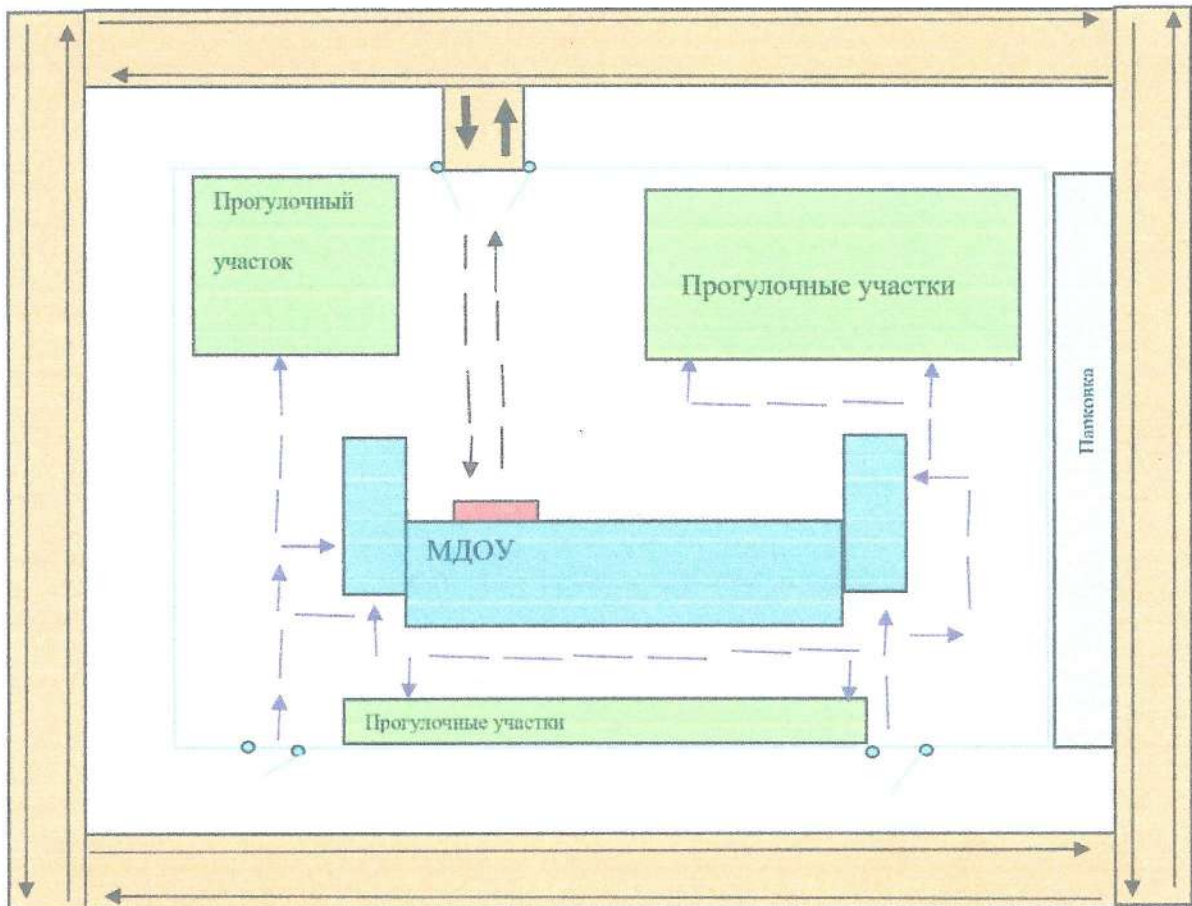 Прогулочный
участок
Прогулочные участки
Парковка
МДОУ
Прогулочные участки